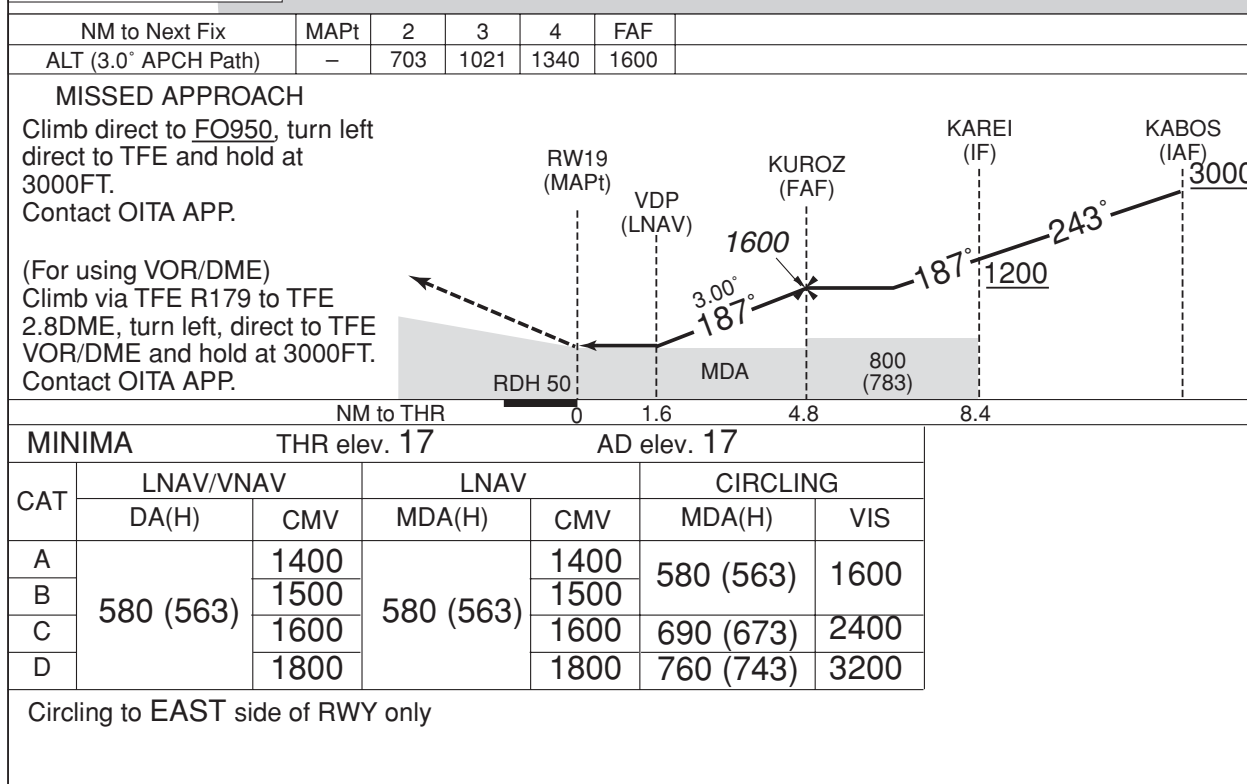 NM to Next Fix MAPt 2 3 4 FAF
ALT (3.0° APCH Path) – 703 1021 1340 1600
MISSED APPROACH
Climb direct to FO950, turn left
direct to TFE and hold at
3000FT.
Contact OITA APP.
(For using VOR/DME)
Climb via TFE R179 to TFE
2.8DME, turn left, direct to TFE
VOR/DME and hold at 3000FT.
Contact OITA APP.
RW19
(MAPt)
VDP
(LNAV)
KUROZ
(FAF)
KAREI
(IF)
KABOS
(IAF)
3000
1600
243°
187°
1200
3.00°
187°
MDA
800
(783)
RDH 50
NM to THR 0 1.6 4.8 8.4
MINIMA THR elev. 17 AD elev. 17
CAT LNAV/VNAV LNAV CIRCLING
DA(H) CMV MDA(H) CMV MDA(H) VIS
A 580 (563) 1400 580 (563) 1400 580 (563) 1600
B 1500 1500
C 1600 1600 690 (673) 2400
D 1800 1800 760 (743) 3200
Circling to EAST side of RWY only